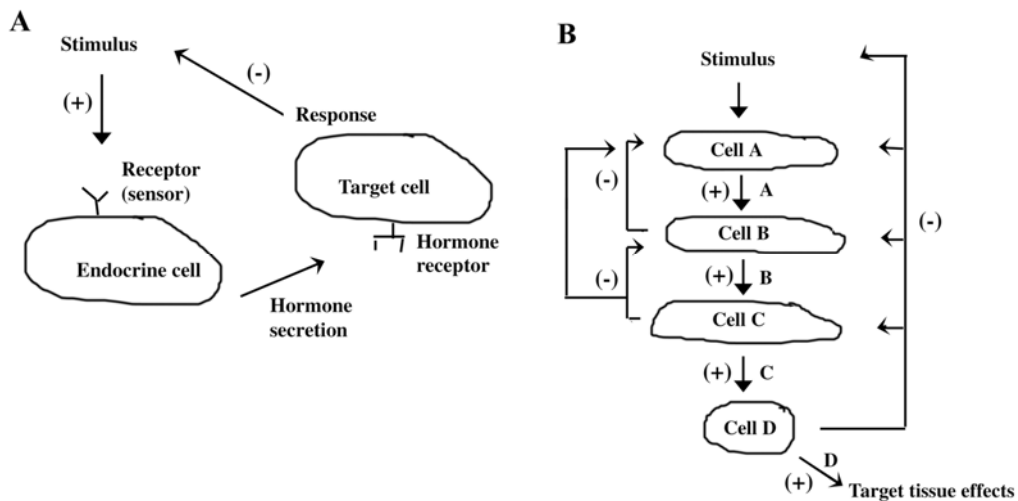 A
Stimulus
(+)
(-)
Response
Receptor
(sensor)
Target cell
Hormone
receptor
Endocrine cell
Hormone
secretion
B
Stimulus
Cell A
(-)
(+) A
(-)
Cell B
(-)
(+) B
Cell C
(+) C
Cell D
D
(+)
Target tissue effects